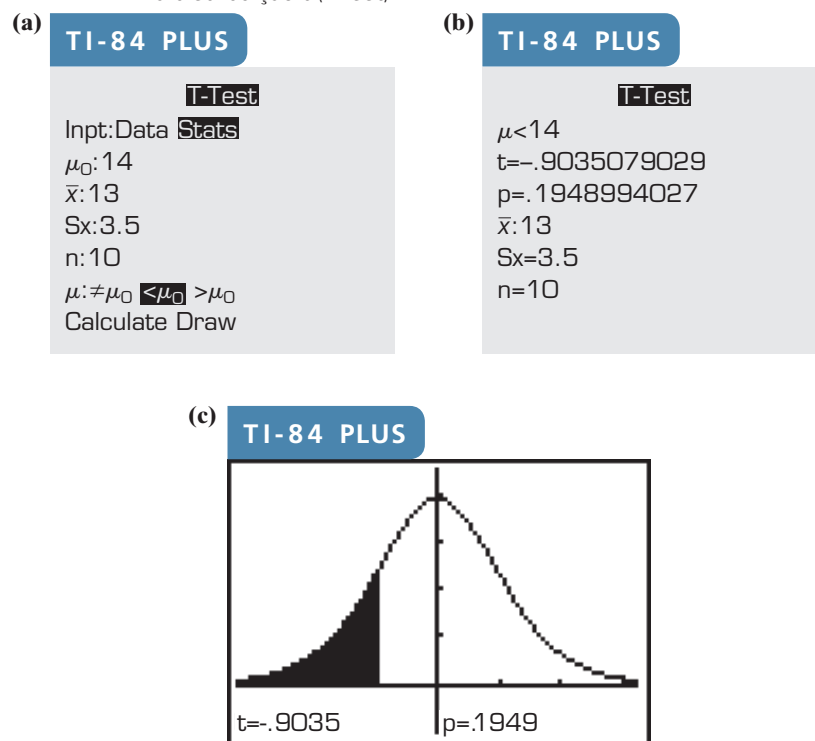 (a)
TI-84 PLUS
T-Test
Inpt:Data Stats
μ₀:14
x̄:13
Sx:3.5
n:10
μ:≠μ₀ <μ₀ >μ₀
Calculate Draw
(b)
TI-84 PLUS
T-Test
μ<14
t=–.9035079029
p=.1948994027
x̄:13
Sx=3.5
n=10
(c)
TI-84 PLUS
t=-.9035 p=.1949